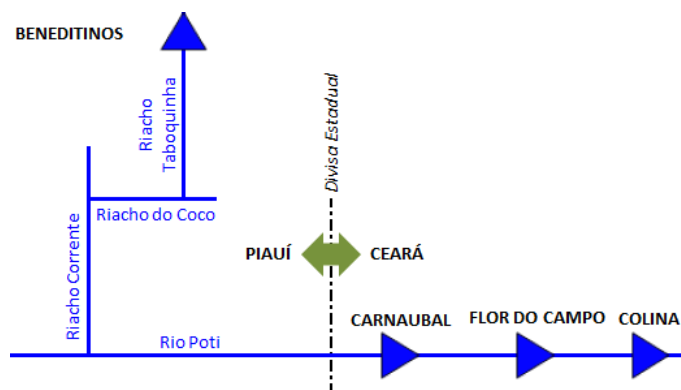 BENEDITINOS
Riacho
Taboquinha
Divisa Estadual
Riacho do Coco
Riacho Corrente
PIAUÍ
CEARÁ
CARNAUBAL
FLOR DO CAMPO
COLINA
Rio Poti